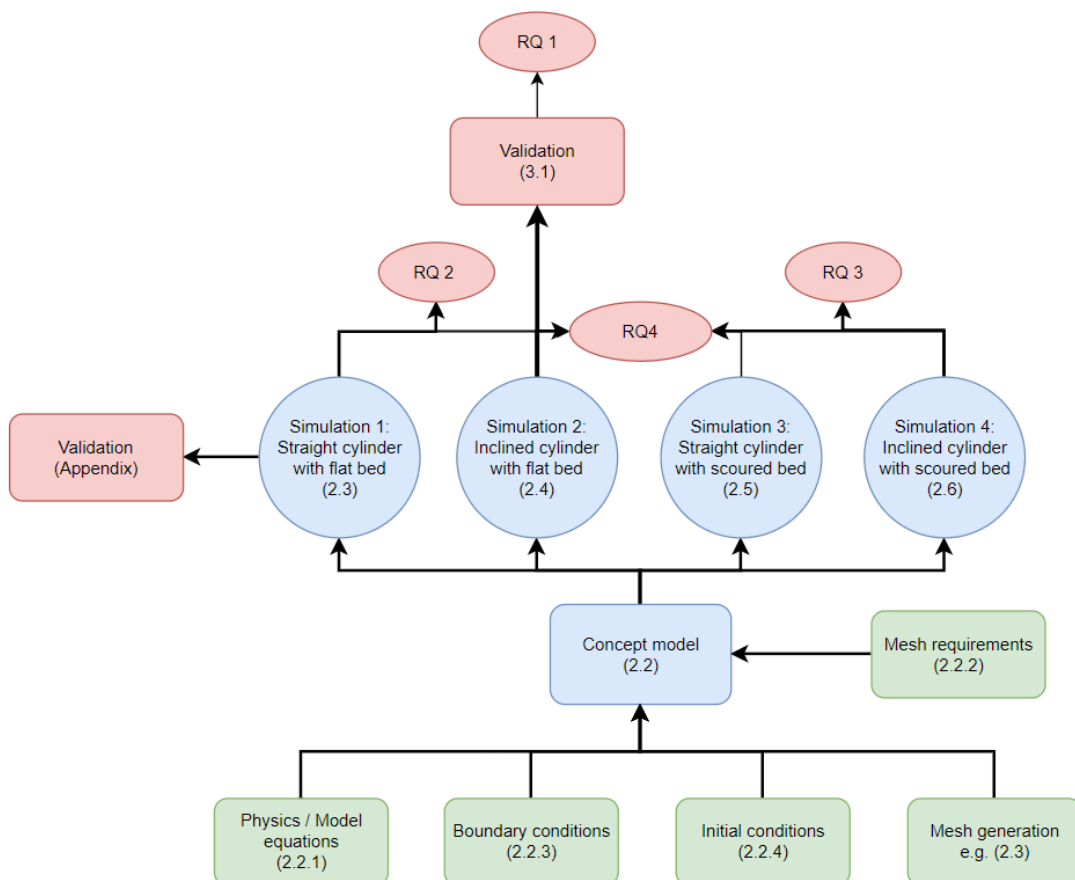 RQ 1
Validation
(3.1)
RQ 2
RQ 3
RQ4
Validation
(Appendix)
Simulation 1:
Straight cylinder
with flat bed
(2.3)
Simulation 2:
Inclined cylinder
with flat bed
(2.4)
Simulation 3:
Straight cylinder
with scoured bed
(2.5)
Simulation 4:
Inclined cylinder
with scoured bed
(2.6)
Concept model
(2.2)
Mesh requirements
(2.2.2)
Physics / Model
equations
(2.2.1)
Boundary conditions
(2.2.3)
Initial conditions
(2.2.4)
Mesh generation
e.g. (2.3)